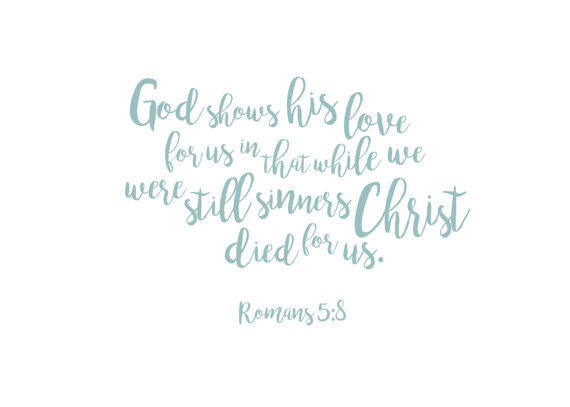 God shows his love
for us in that while we
were still sinners Christ
died for us.
Romans 5:8